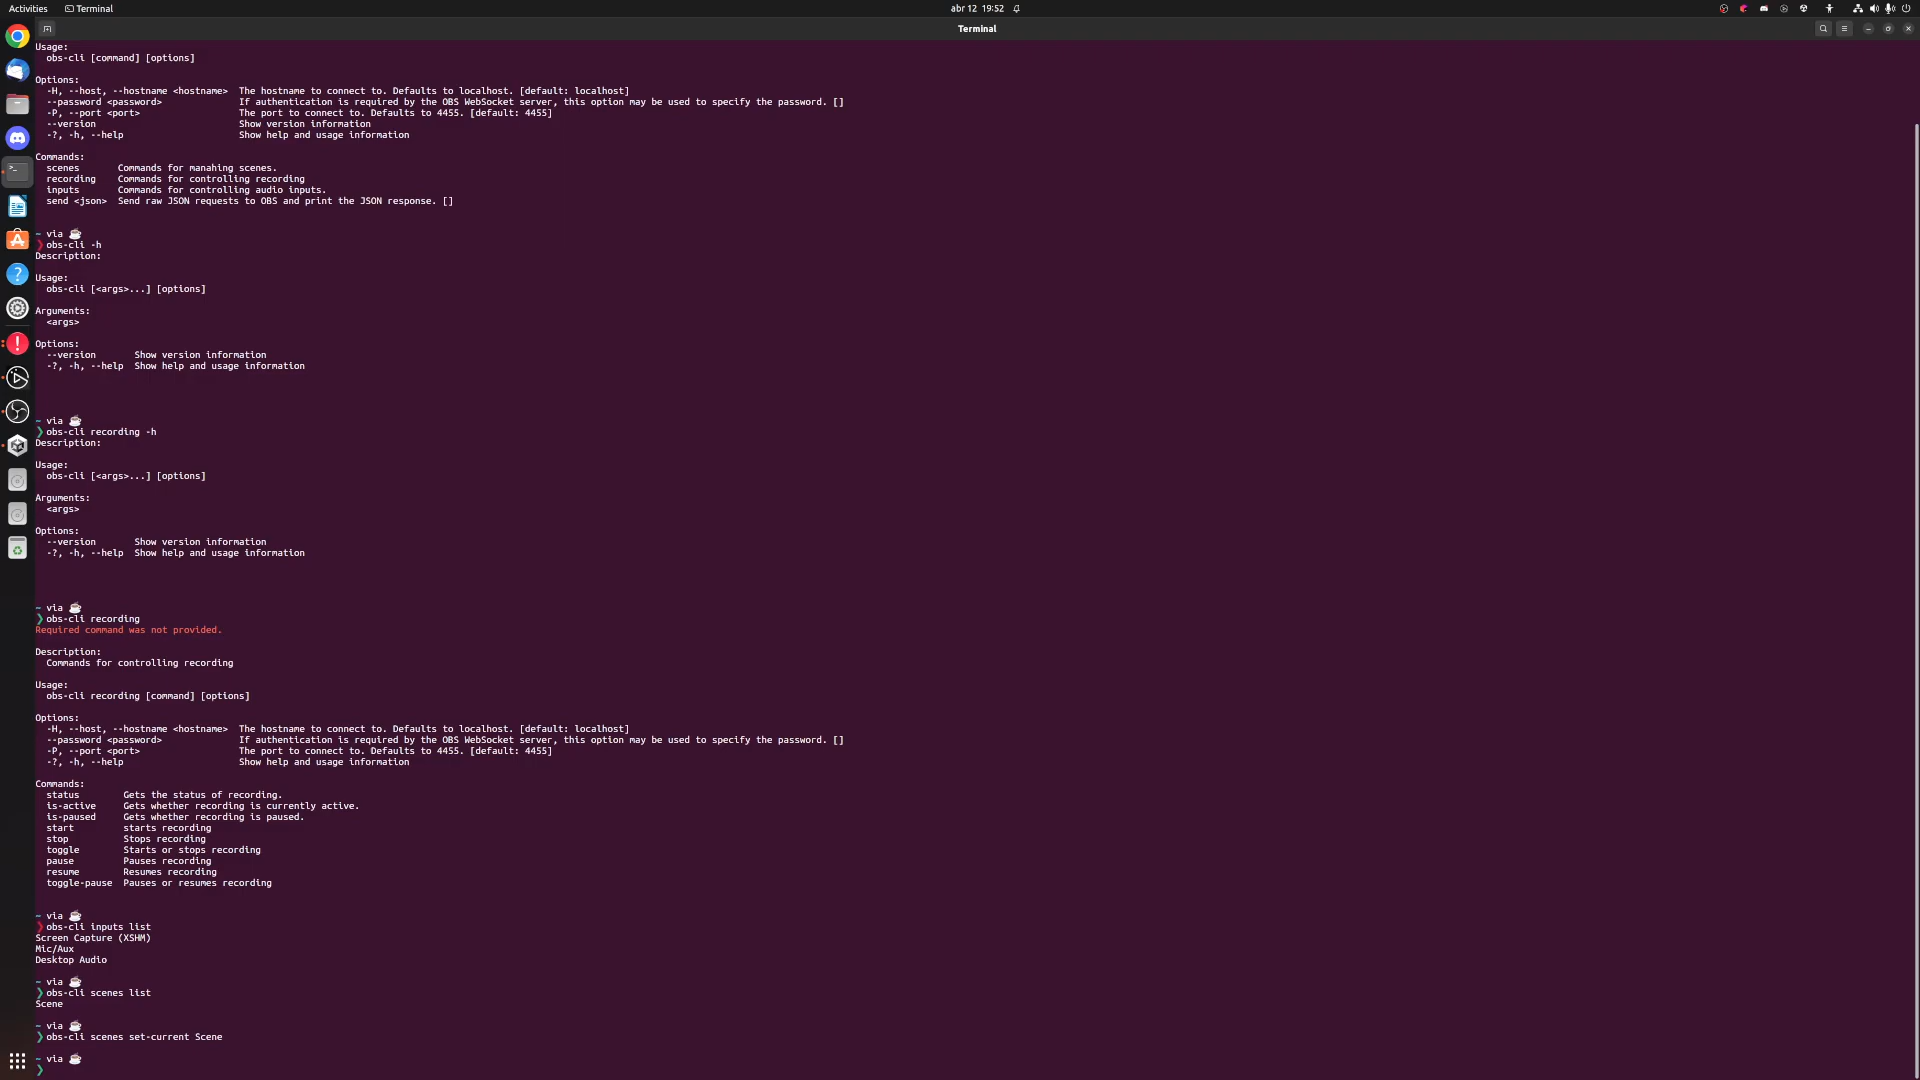 Activities
Terminal
abr 12 19:52
Terminal
Usage:
obs-cli [command] [options]
Options:
-H, --host, --hostname <hostname> The hostname to connect to. Defaults to localhost. [default: localhost]
--password <password> If authentication is required by the OBS WebSocket server, this option may be used to specify the password. []
-P, --port <port> The port to connect to. Defaults to 4455. [default: 4455]
--version Show version information
-?, -h, --help Show help and usage information
Commands:
scenes Commands for manahing scenes.
recording Commands for controlling recording
inputs Commands for controlling audio inputs.
send <json> Send raw JSON requests to OBS and print the JSON response. []
~ via ☕
❯ obs-cli -h
Description:
Usage:
obs-cli [<args>...] [options]
Arguments:
<args>
Options:
--version Show version information
-?, -h, --help Show help and usage information
~ via ☕
❯ obs-cli recording -h
Description:
Usage:
obs-cli [<args>...] [options]
Arguments:
<args>
Options:
--version Show version information
-?, -h, --help Show help and usage information
~ via ☕
❯ obs-cli recording
Required command was not provided.
Description:
Commands for controlling recording
Usage:
obs-cli recording [command] [options]
Options:
-H, --host, --hostname <hostname> The hostname to connect to. Defaults to localhost. [default: localhost]
--password <password> If authentication is required by the OBS WebSocket server, this option may be used to specify the password. []
-P, --port <port> The port to connect to. Defaults to 4455. [default: 4455]
-?, -h, --help Show help and usage information
Commands:
status Gets the status of recording.
is-active Gets whether recording is currently active.
is-paused Gets whether recording is paused.
start starts recording
stop Stops recording
toggle Starts or stops recording
pause Pauses recording
resume Resumes recording
toggle-pause Pauses or resumes recording
~ via ☕
❯ obs-cli inputs list
Screen Capture (XSHM)
Mic/Aux
Desktop Audio
~ via ☕
❯ obs-cli scenes list
Scene
~ via ☕
❯ obs-cli scenes set-current Scene
~ via ☕
❯